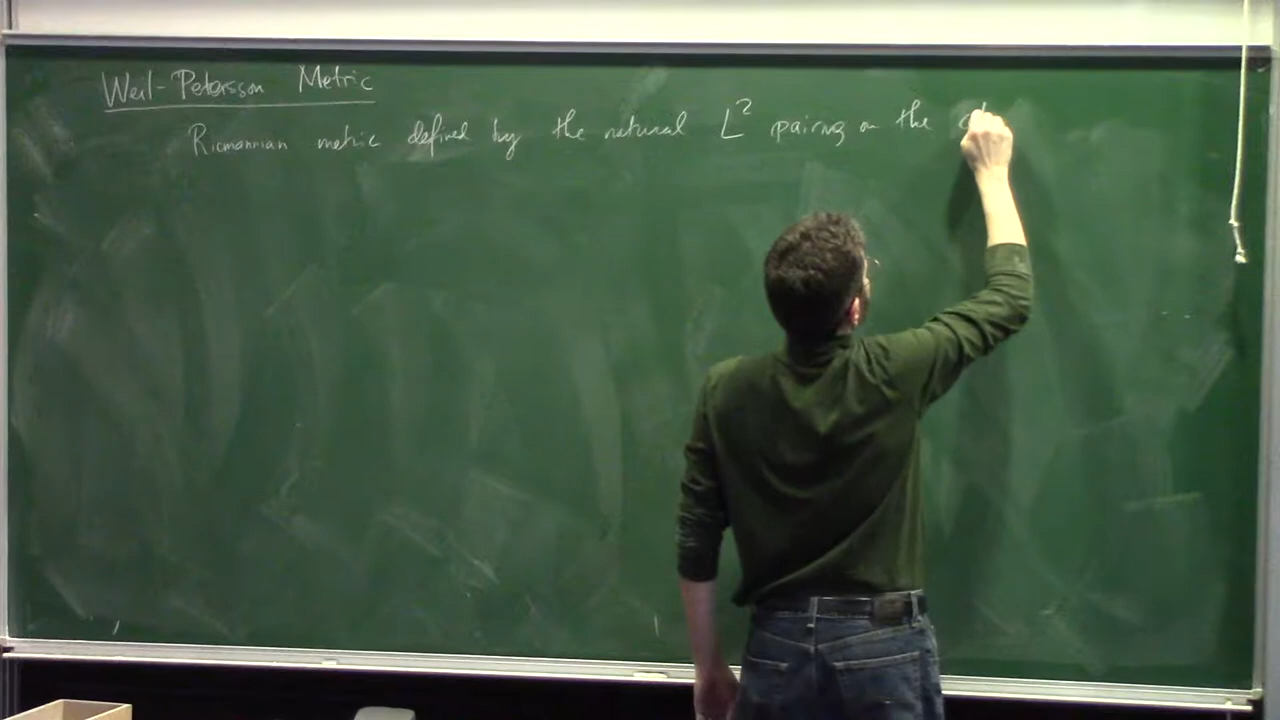 Weil-Petersson Metric
Riemannian metric defined by the natural L² pairing on the